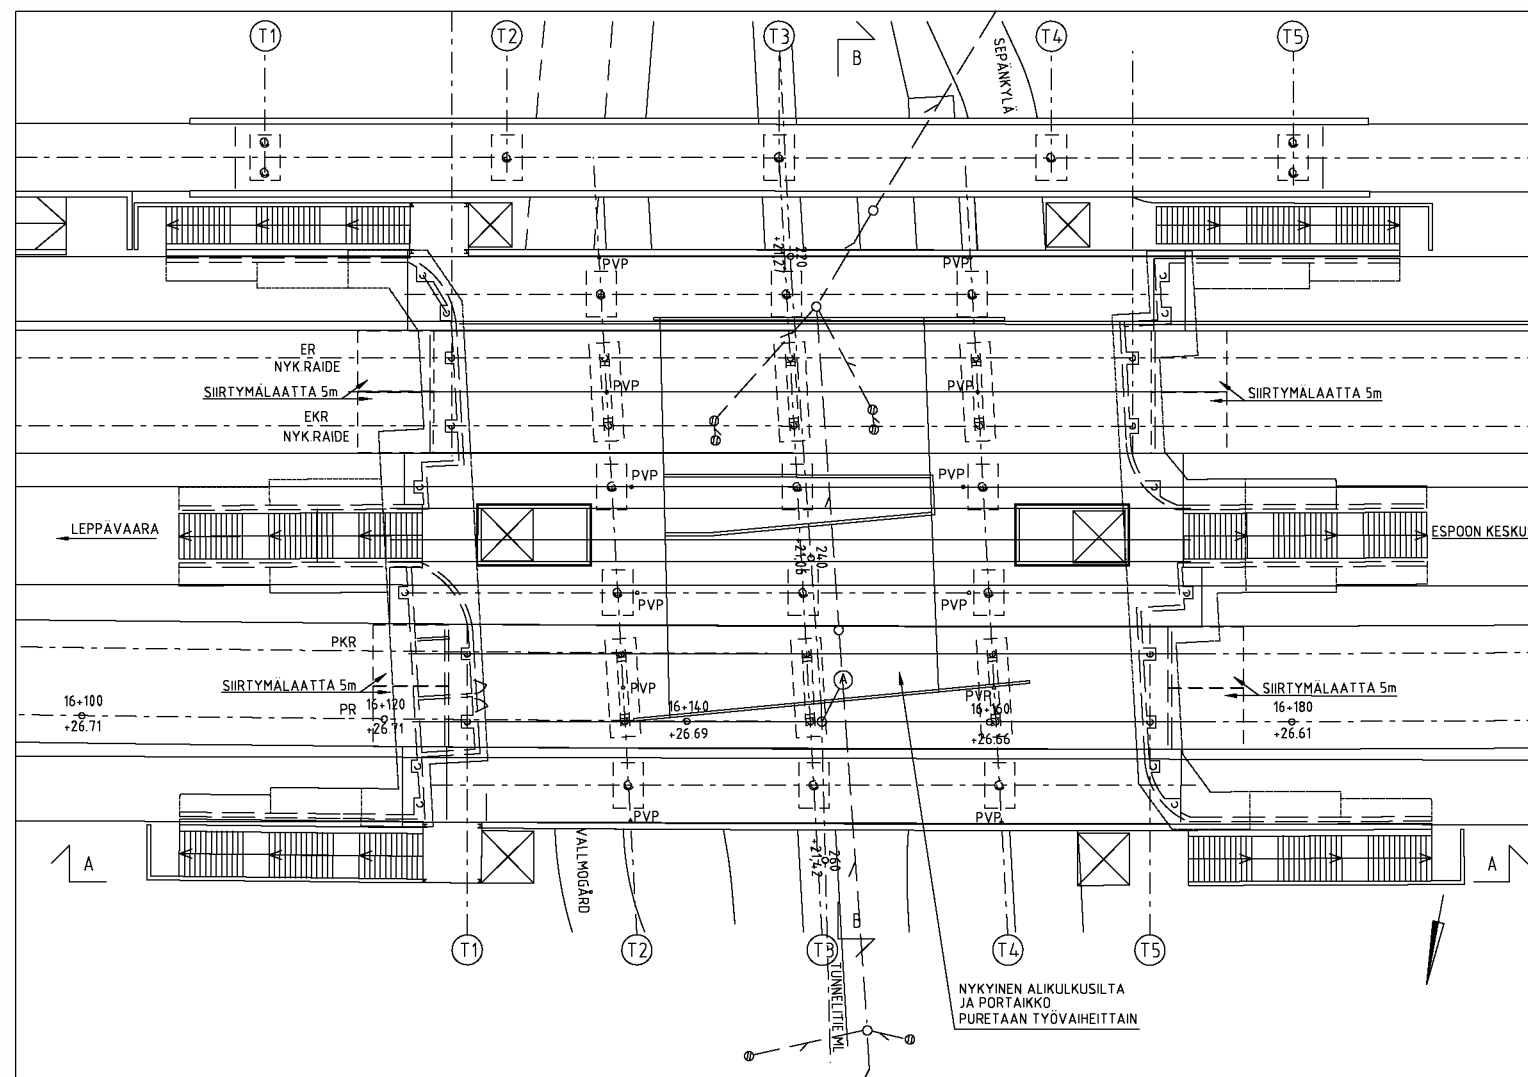 T1
T2
T3
T4
T5
B
SEPÄNKYLÄ
PVP
220
+21.27
ER
NYK.RAIDE
PVP
PVP
SIIRTYMÄLAATTA 5m
SIIRTYMÄLAATTA 5m
EKR
NYK.RAIDE
PVP
PVP
LEPPÄVAARA
ESPOON KESKUS
240
+21.05
PVP
PVP
PKR
SIIRTYMÄLAATTA 5m
SIIRTYMÄLAATTA 5m
PVP
A
PVP
16+100
+26.71
16+120
+26.71
PR
16+140
+26.69
16+160
+26.66
16+180
+26.61
PVP
PVP
A
VALLMOGÅRD
260
+21.42
A
B
T1
T2
T3
T4
T5
TUNNELITIE ML
NYKYINEN ALIKULKUSILTA
JA PORTAIKKO
PURETAAN TYÖVAIHEITTAIN